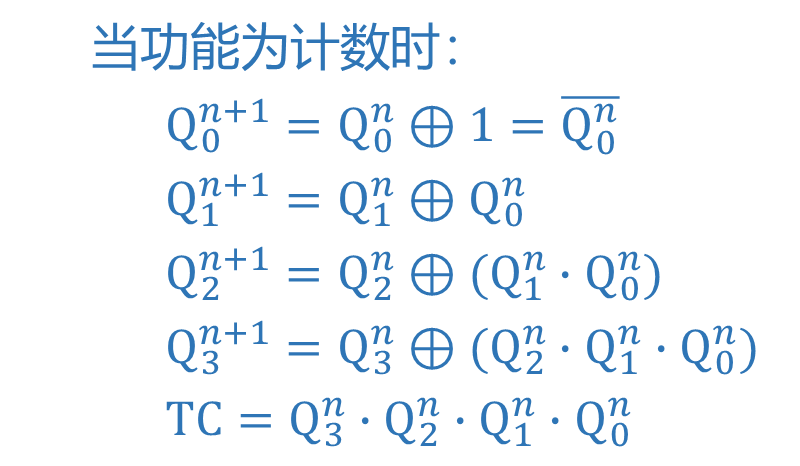 当功能为计数时：
Q₀ⁿ⁺¹ = Q₀ⁿ ⊕ 1 = \overline{Q₀ⁿ}
Q₁ⁿ⁺¹ = Q₁ⁿ ⊕ Q₀ⁿ
Q₂ⁿ⁺¹ = Q₂ⁿ ⊕ (Q₁ⁿ · Q₀ⁿ)
Q₃ⁿ⁺¹ = Q₃ⁿ ⊕ (Q₂ⁿ · Q₁ⁿ · Q₀ⁿ)
TC = Q₃ⁿ · Q₂ⁿ · Q₁ⁿ · Q₀ⁿ